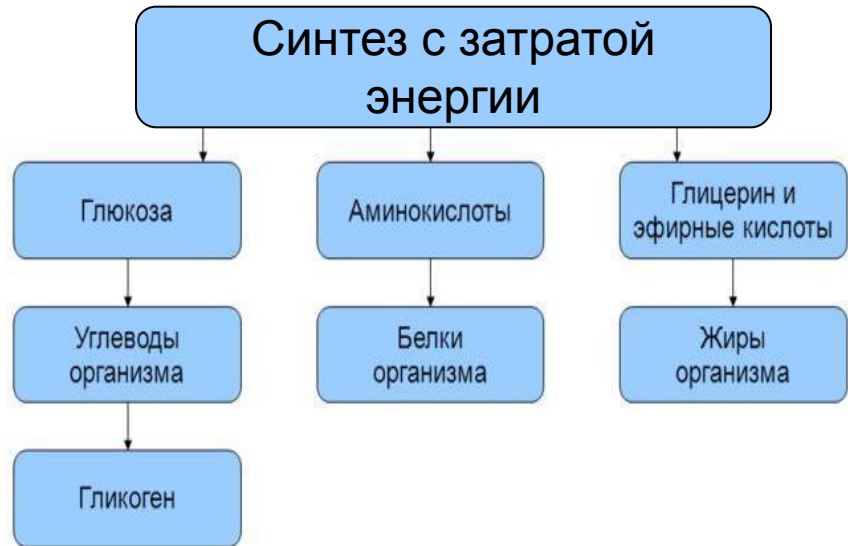 Синтез с затратой
энергии
Глюкоза
Аминокислоты
Глицерин и
эфирные кислоты
Углеводы
организма
Белки
организма
Жиры
организма
Гликоген